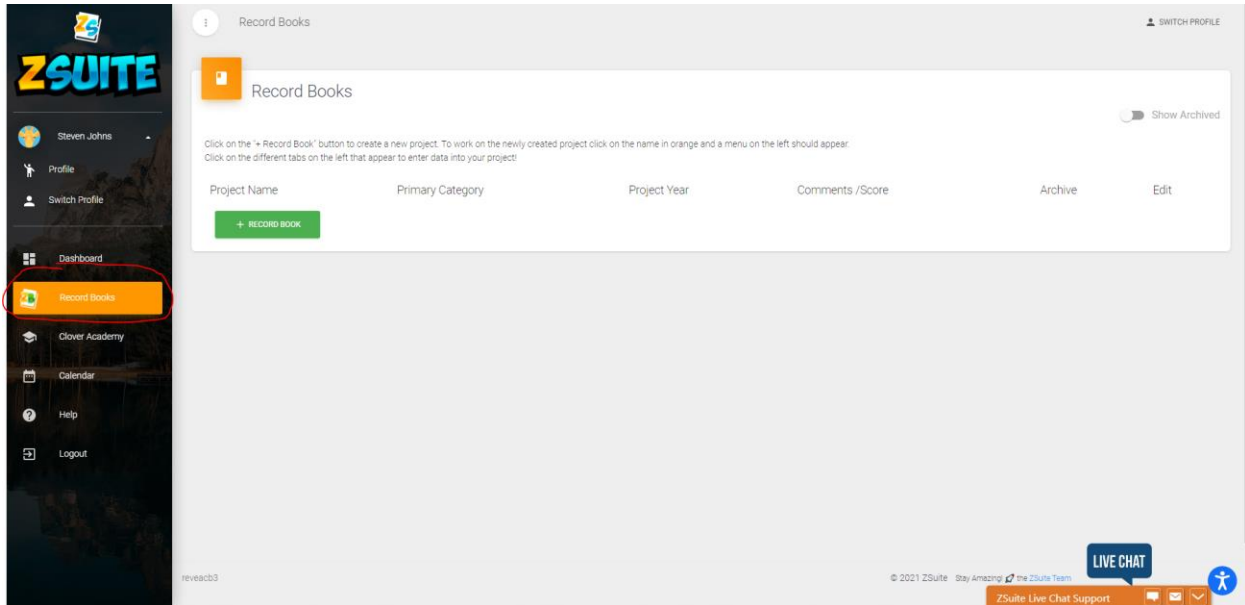 ZS
ZSUITE
Steven Johns
Profile
Switch Profile
Dashboard
Record Books
Clover Academy
Calendar
Help
Logout
Record Books
SWITCH PROFILE
Record Books
Show Archived
Click on the "+ Record Book" button to create a new project. To work on the newly created project click on the name in orange and a menu on the left should appear.
Click on the different tabs on the left that appear to enter data into your project!
Project Name Primary Category Project Year Comments /Score Archive Edit
+ RECORD BOOK
reveacb3
© 2021 ZSuite Stay Amazing! the ZSuite Team
LIVE CHAT
ZSuite Live Chat Support